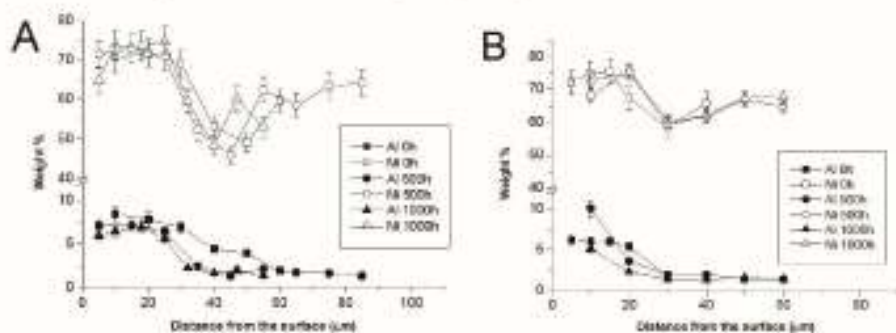 A
80
70
60
50
40
10
5
0
Weight %
Al 0h
Ni 0h
Al 500h
Ni 500h
Al 1000h
Ni 1000h
0 20 40 60 80 100
Distance from the surface (μm)
B
80
70
60
50
40
10
5
0
Weight %
Al 0h
Ni 0h
Al 500h
Ni 500h
Al 1000h
Ni 1000h
0 20 40 60 80
Distance from the surface (μm)